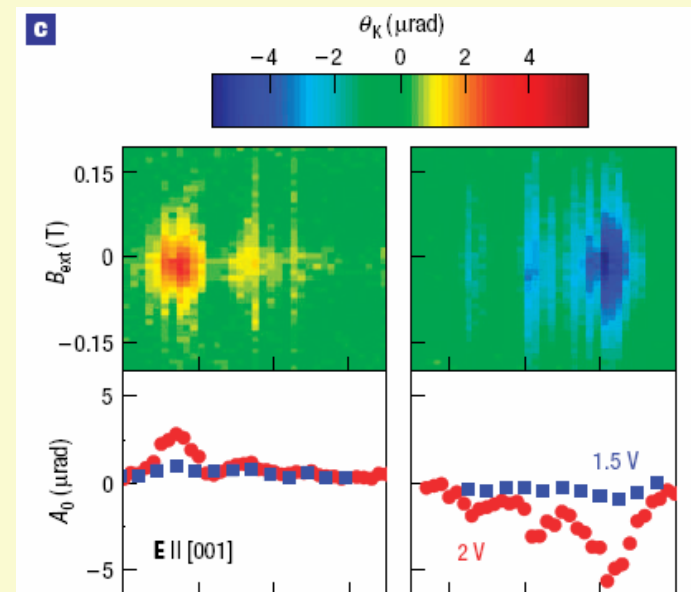 c
θK (μrad)
−4 −2 0 2 4
0.15
0
−0.15
Bext (T)
5
0
−5
A0 (μrad)
E || [001]
1.5 V
2 V